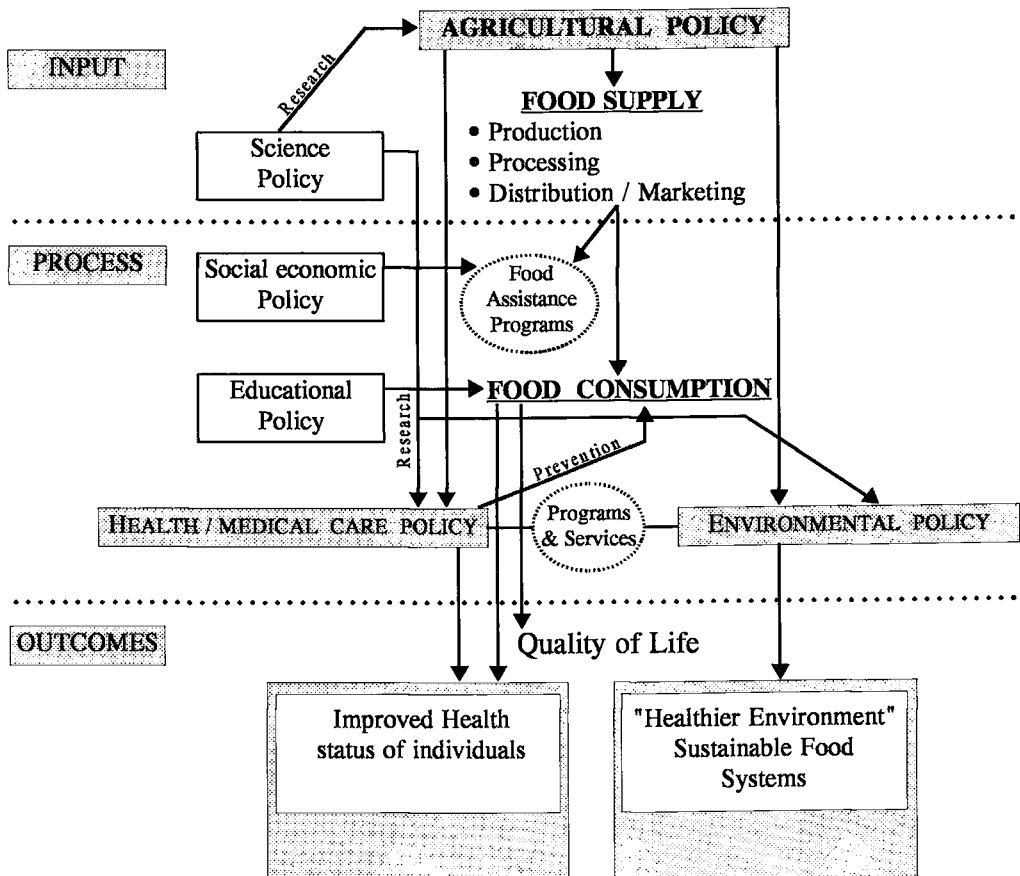 AGRICULTURAL POLICY
INPUT
Research
FOOD SUPPLY
• Production
• Processing
• Distribution / Marketing
Science
Policy
PROCESS
Social economic
Policy
Food
Assistance
Programs
Educational
Policy
FOOD CONSUMPTION
Research
Prevention
HEALTH / MEDICAL CARE POLICY
Programs
& Services
ENVIRONMENTAL POLICY
OUTCOMES
Quality of Life
Improved Health
status of individuals
"Healthier Environment"
Sustainable Food
Systems